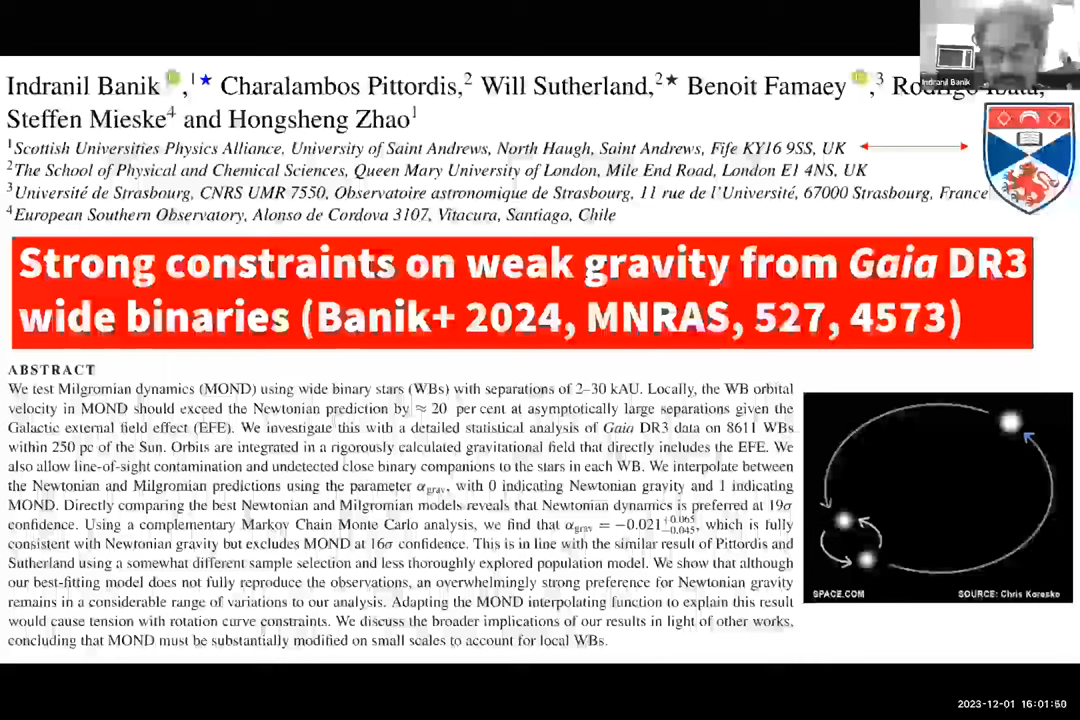 Indranil Banik
Indranil Banik ,1★ Charalambos Pittordis,2 Will Sutherland,2★ Benoit Famaey ,3 Rodrigo Ibata,
Steffen Mieske4 and Hongsheng Zhao1
1Scottish Universities Physics Alliance, University of Saint Andrews, North Haugh, Saint Andrews, Fife KY16 9SS, UK
2The School of Physical and Chemical Sciences, Queen Mary University of London, Mile End Road, London E1 4NS, UK
3Université de Strasbourg, CNRS UMR 7550, Observatoire astronomique de Strasbourg, 11 rue de l'Université, 67000 Strasbourg, France
4European Southern Observatory, Alonso de Cordova 3107, Vitacura, Santiago, Chile
Strong constraints on weak gravity from Gaia DR3
wide binaries (Banik+ 2024, MNRAS, 527, 4573)
ABSTRACT
We test Milgromian dynamics (MOND) using wide binary stars (WBs) with separations of 2–30 kAU. Locally, the WB orbital
velocity in MOND should exceed the Newtonian prediction by ≈ 20 per cent at asymptotically large separations given the
Galactic external field effect (EFE). We investigate this with a detailed statistical analysis of Gaia DR3 data on 8611 WBs
within 250 pc of the Sun. Orbits are integrated in a rigorously calculated gravitational field that directly includes the EFE. We
also allow line-of-sight contamination and undetected close binary companions to the stars in each WB. We interpolate between
the Newtonian and Milgromian predictions using the parameter αgrav, with 0 indicating Newtonian gravity and 1 indicating
MOND. Directly comparing the best Newtonian and Milgromian models reveals that Newtonian dynamics is preferred at 19σ
confidence. Using a complementary Markov Chain Monte Carlo analysis, we find that αgrav = −0.021+0.065−0.045, which is fully
consistent with Newtonian gravity but excludes MOND at 16σ confidence. This is in line with the similar result of Pittordis and
Sutherland using a somewhat different sample selection and less thoroughly explored population model. We show that although
our best-fitting model does not fully reproduce the observations, an overwhelmingly strong preference for Newtonian gravity
remains in a considerable range of variations to our analysis. Adapting the MOND interpolating function to explain this result
would cause tension with rotation curve constraints. We discuss the broader implications of our results in light of other works,
concluding that MOND must be substantially modified on small scales to account for local WBs.
SPACE.COM
SOURCE: Chris Koresko
2023-12-01 16:01:50